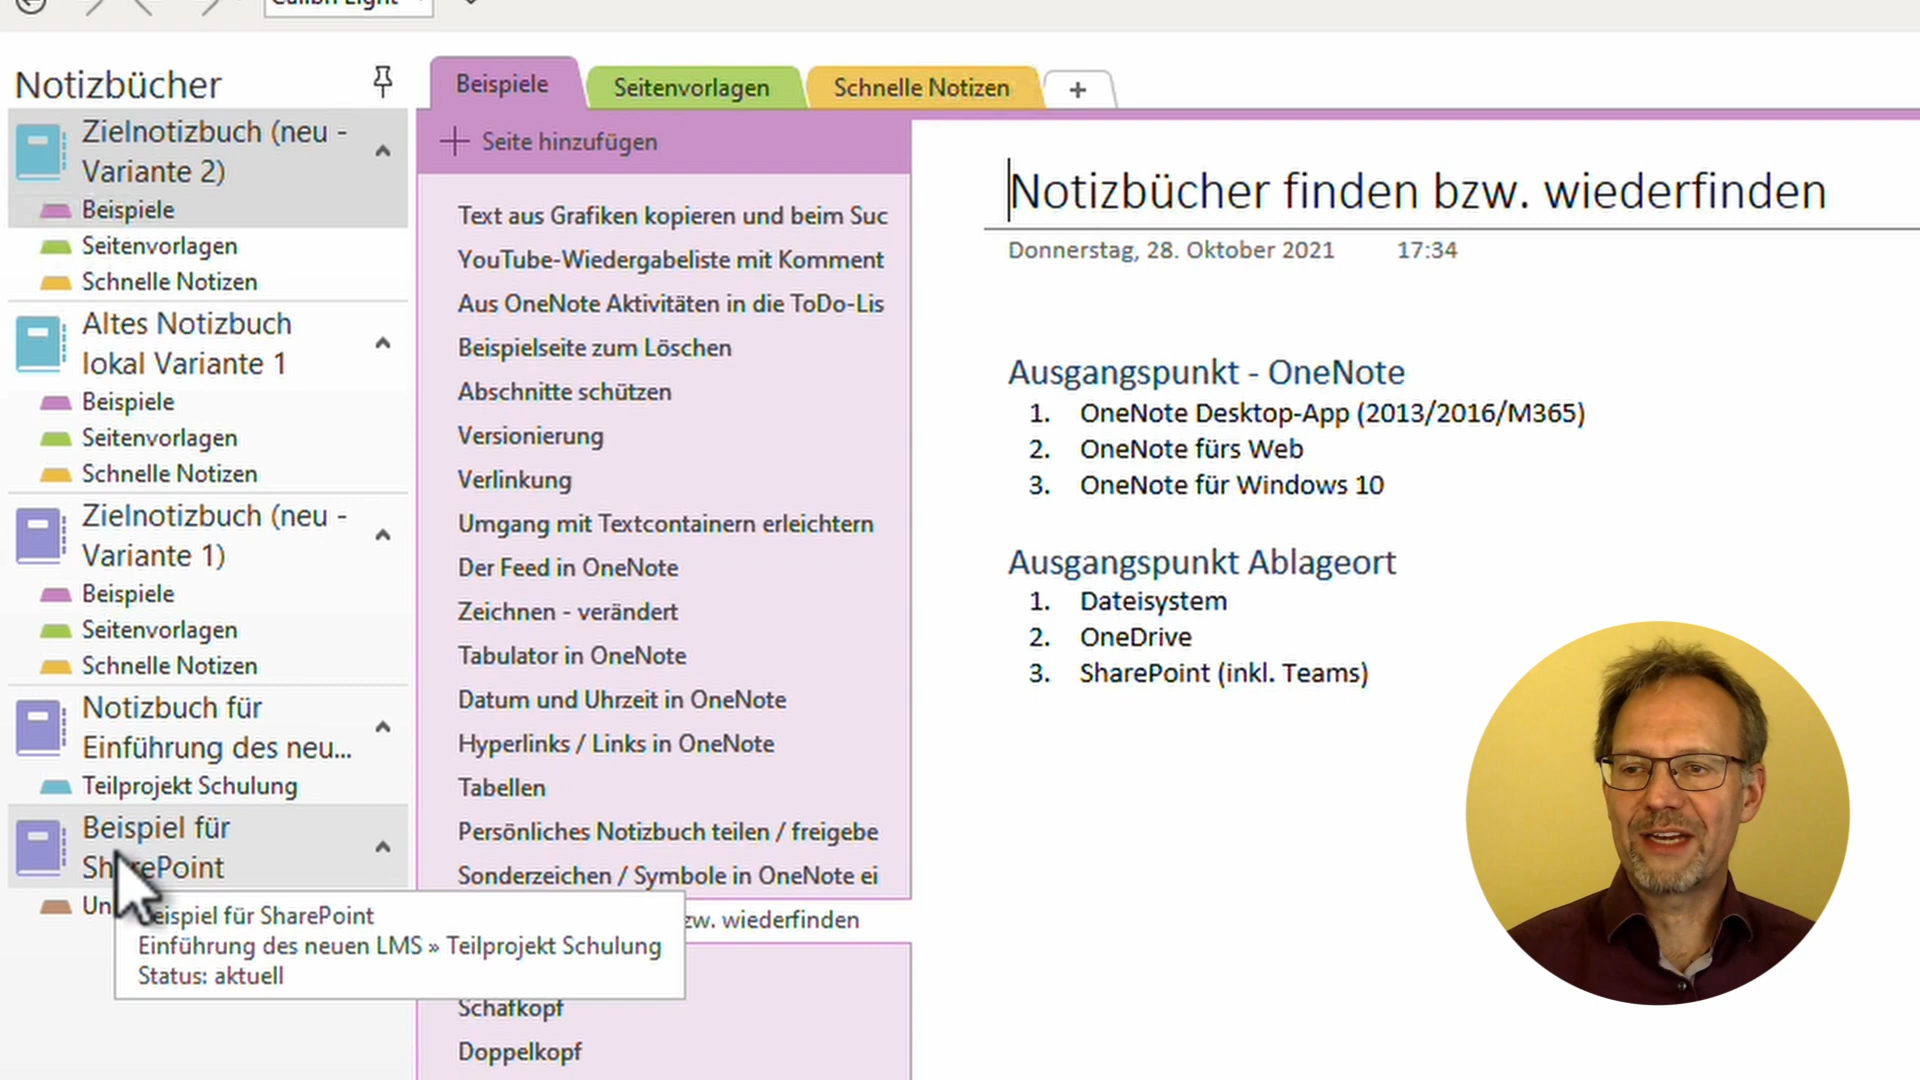 Notizbücher
Zielnotizbuch (neu -
Variante 2)
Beispiele
Seitenvorlagen
Schnelle Notizen
Altes Notizbuch
lokal Variante 1
Beispiele
Seitenvorlagen
Schnelle Notizen
Zielnotizbuch (neu -
Variante 1)
Beispiele
Seitenvorlagen
Schnelle Notizen
Notizbuch für
Einführung des neu...
Teilprojekt Schulung
Beispiel für
SharePoint
Un
eispiel für SharePoint
Einführung des neuen LMS » Teilprojekt Schulung
Status: aktuell
Beispiele
Seitenvorlagen
Schnelle Notizen
+
Seite hinzufügen
Text aus Grafiken kopieren und beim Suc
YouTube-Wiedergabeliste mit Komment
Aus OneNote Aktivitäten in die ToDo-Lis
Beispielseite zum Löschen
Abschnitte schützen
Versionierung
Verlinkung
Umgang mit Textcontainern erleichtern
Der Feed in OneNote
Zeichnen - verändert
Tabulator in OneNote
Datum und Uhrzeit in OneNote
Hyperlinks / Links in OneNote
Tabellen
Persönliches Notizbuch teilen / freigebe
Sonderzeichen / Symbole in OneNote ei
zw. wiederfinden
Schafkopf
Doppelkopf
Notizbücher finden bzw. wiederfinden
Donnerstag, 28. Oktober 2021 17:34
Ausgangspunkt - OneNote
1. OneNote Desktop-App (2013/2016/M365)
2. OneNote fürs Web
3. OneNote für Windows 10
Ausgangspunkt Ablageort
1. Dateisystem
2. OneDrive
3. SharePoint (inkl. Teams)